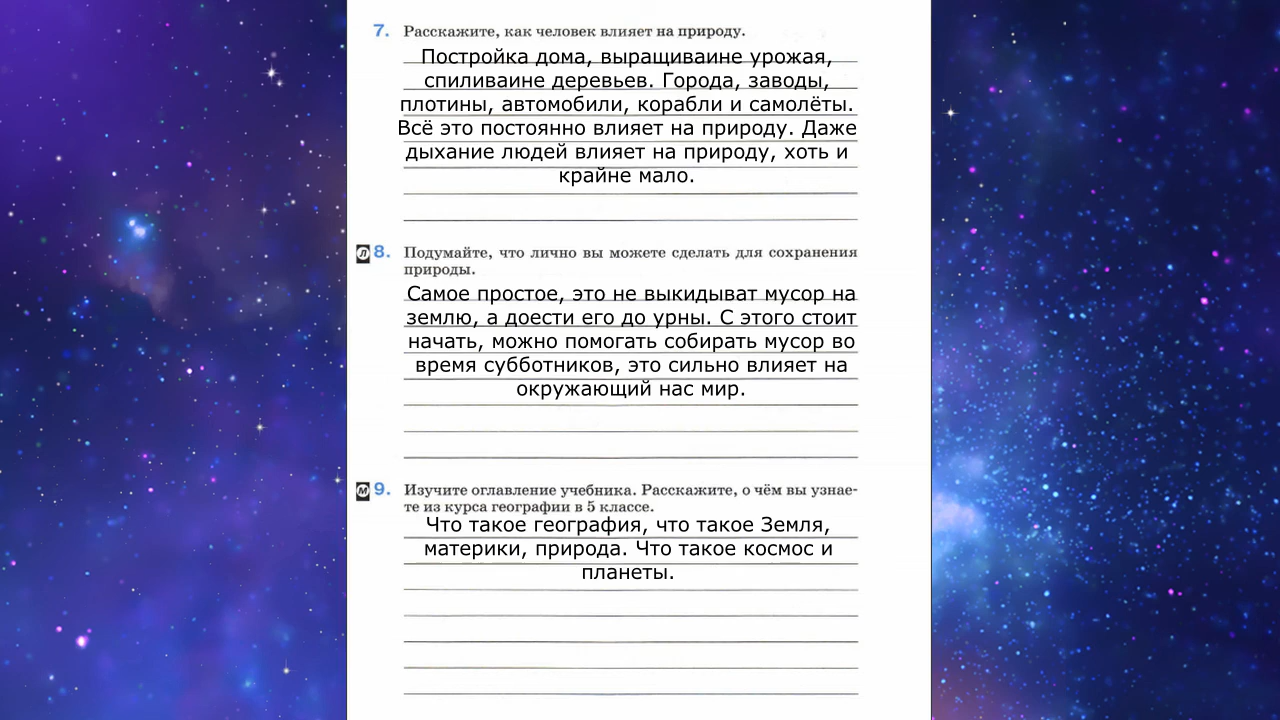 7. Расскажите, как человек влияет на природу.
Постройка дома, выращиваине урожая,
спиливаине деревьев. Города, заводы,
плотины, автомобили, корабли и самолёты.
Всё это постоянно влияет на природу. Даже
дыхание людей влияет на природу, хоть и
крайне мало.
Л 8. Подумайте, что лично вы можете сделать для сохранения
природы.
Самое простое, это не выкидыват мусор на
землю, а доести его до урны. С этого стоит
начать, можно помогать собирать мусор во
время субботников, это сильно влияет на
окружающий нас мир.
М 9. Изучите оглавление учебника. Расскажите, о чём вы узнае-
те из курса географии в 5 классе.
Что такое география, что такое Земля,
материки, природа. Что такое космос и
планеты.